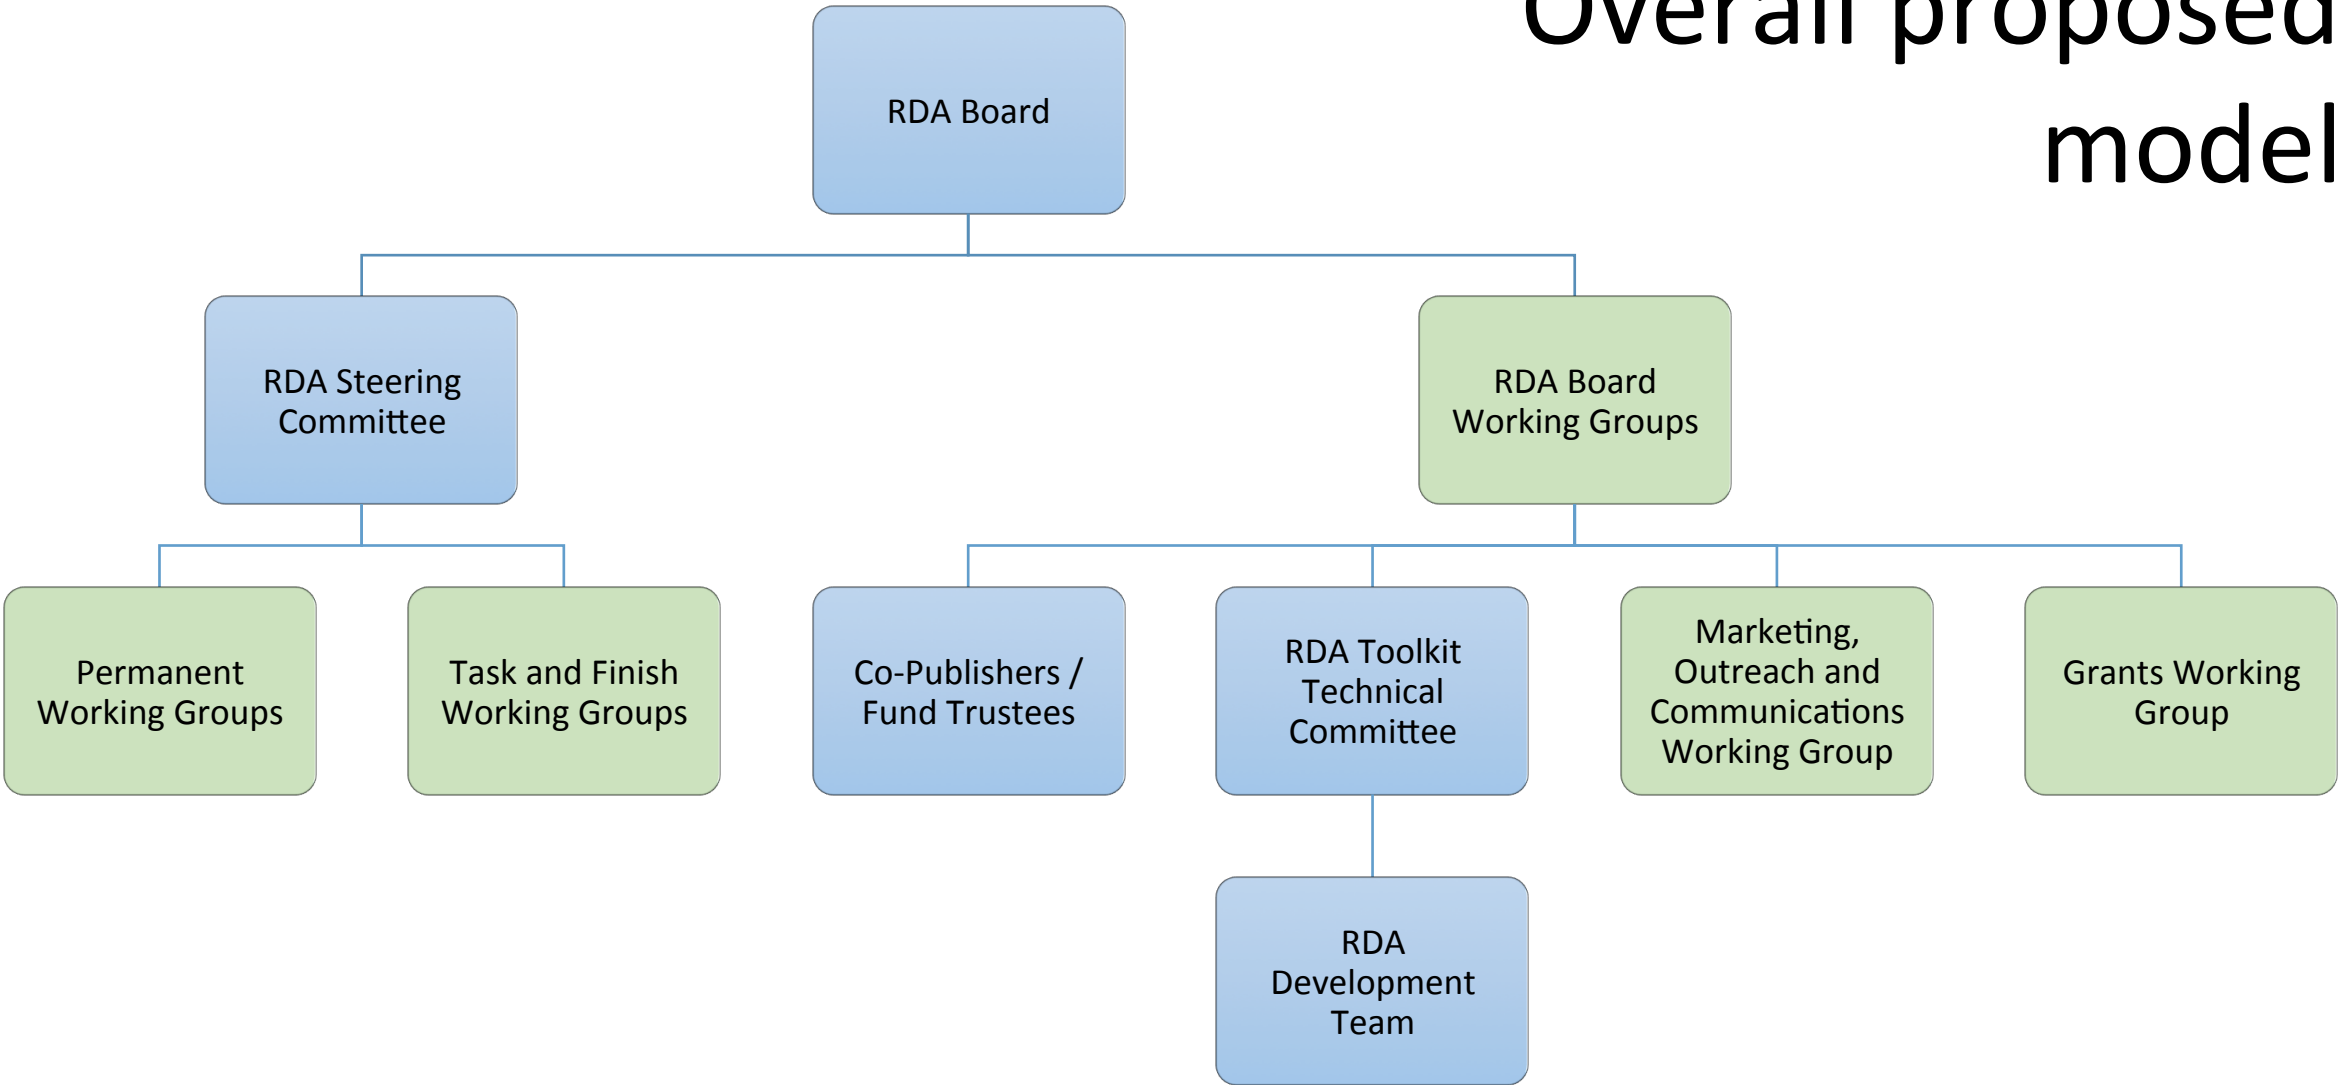 Overall proposed
model
RDA Board
RDA Steering
Committee
RDA Board
Working Groups
Permanent
Working Groups
Task and Finish
Working Groups
Co-Publishers /
Fund Trustees
RDA Toolkit
Technical
Committee
Marketing,
Outreach and
Communications
Working Group
Grants Working
Group
RDA
Development
Team